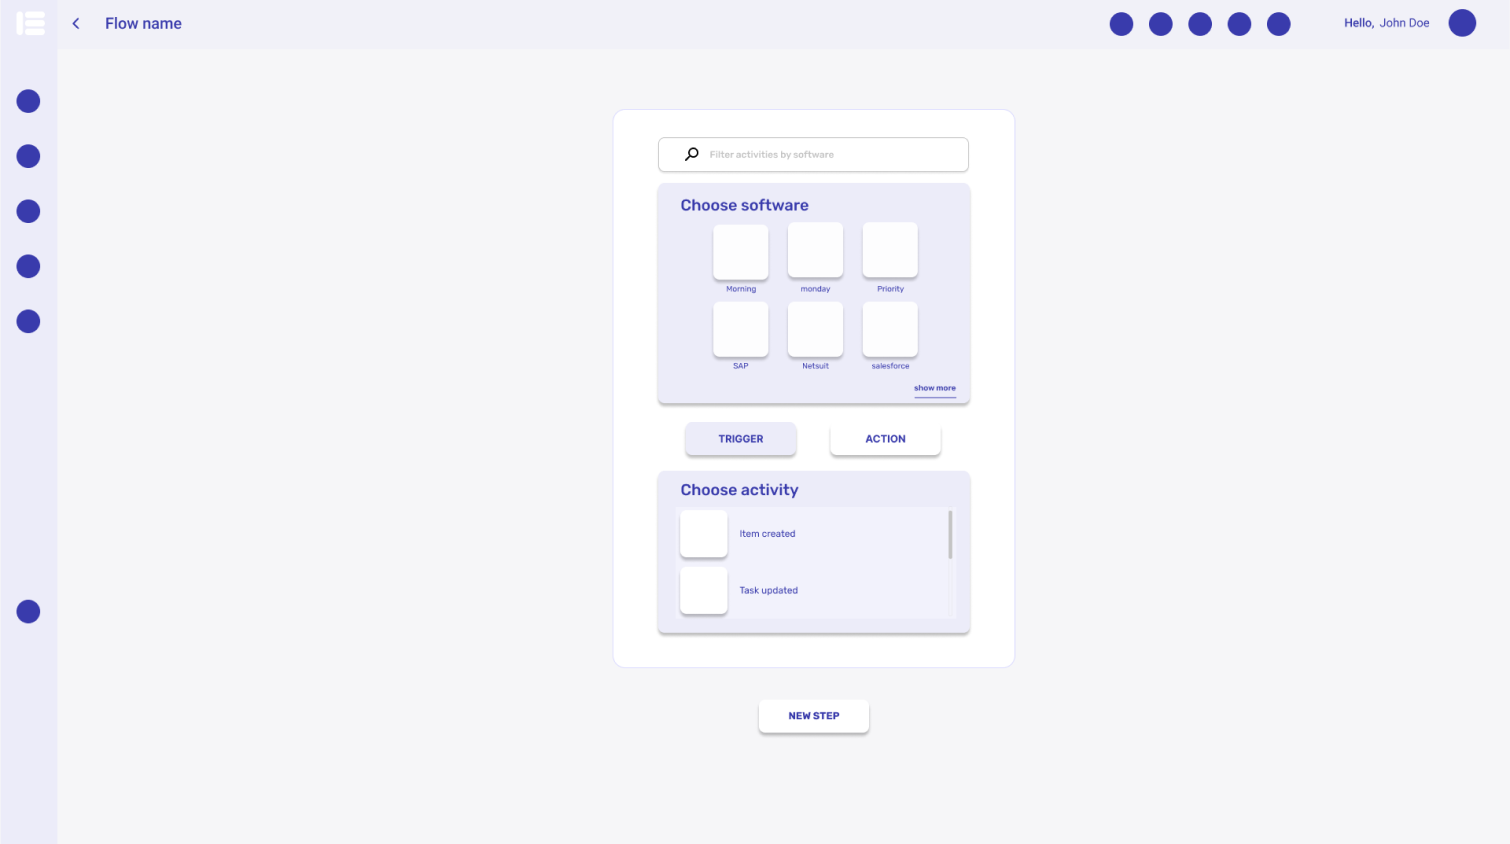 Flow name
Hello, John Doe
Filter activities by software
Choose software
Morning monday Priority
SAP Netsuit salesforce
show more
TRIGGER ACTION
Choose activity
Item created
Task updated
NEW STEP